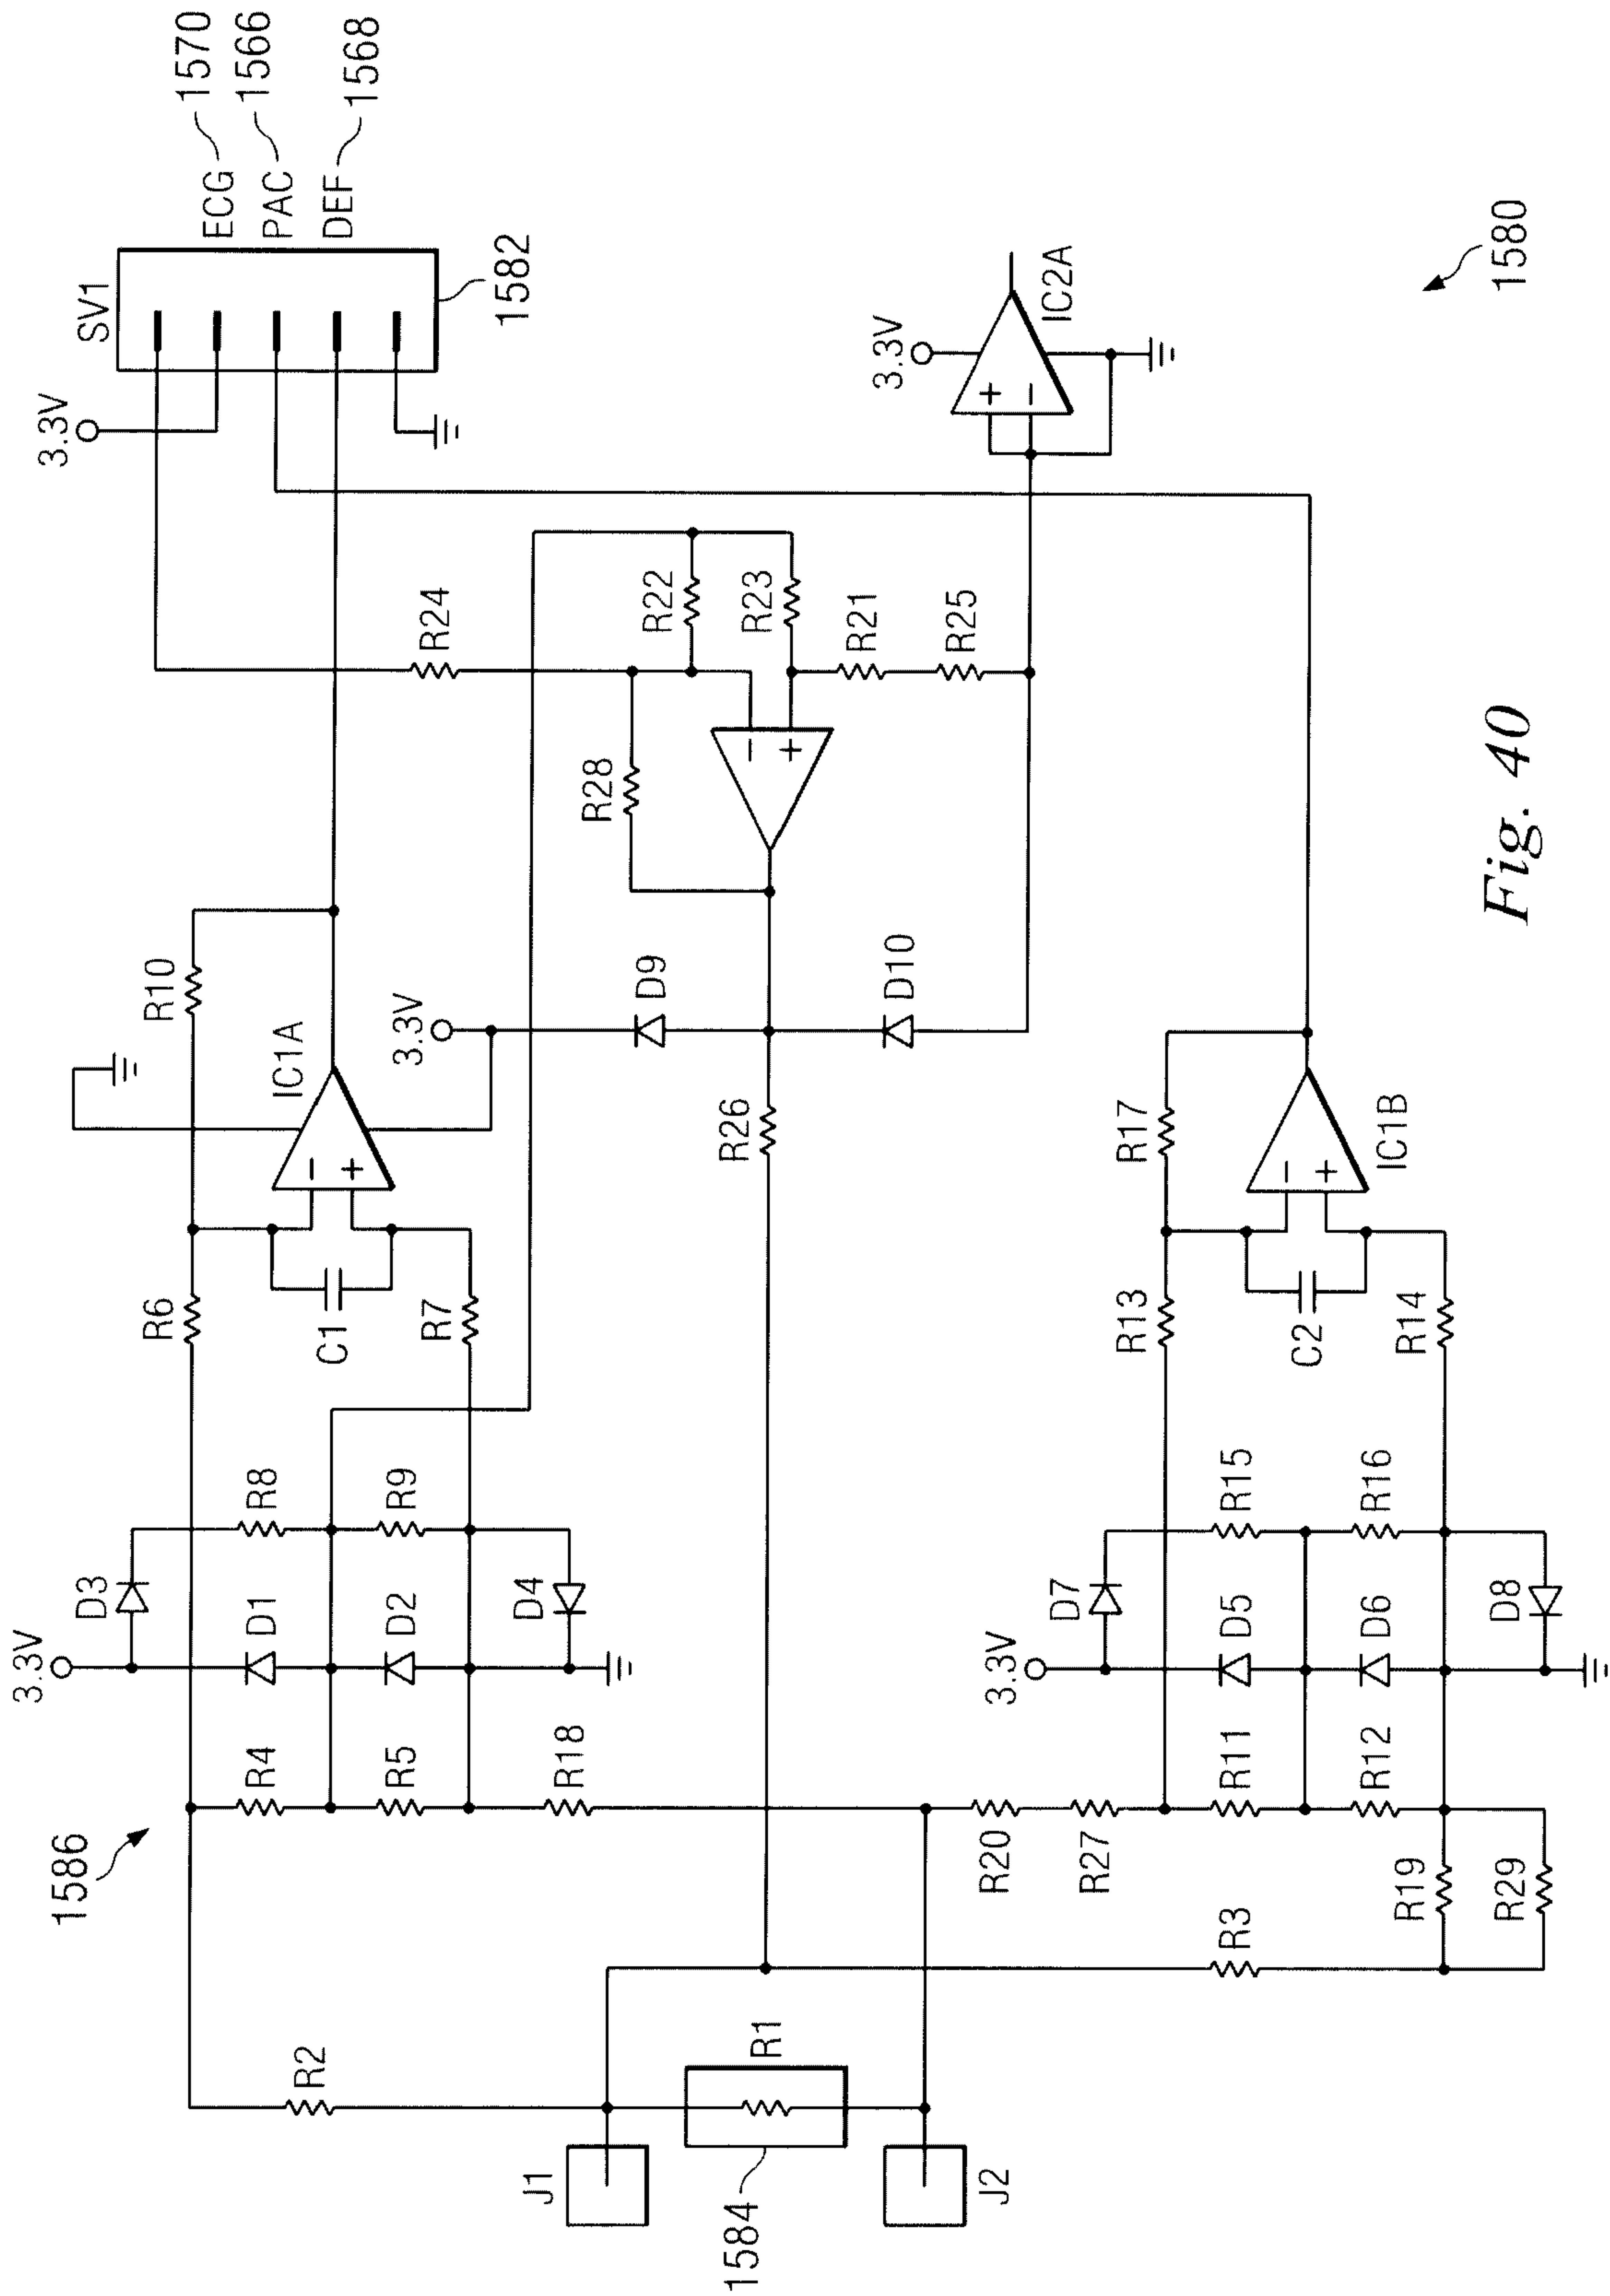 ECG 1570
PAC 1566
DEF 1568
SV1
1582
3.3V
3.3V
IC2A
1580
R24
R22
R23
R21
R25
R28
R10
IC1A
3.3V
D9
D10
R26
R17
IC1B
R6
C1
R7
R13
C2
R14
R8
R9
D3
D1
D2
D4
3.3V
R15
R16
D7
D5
D6
D8
3.3V
1586
R4
R5
R18
R20
R27
R11
R12
R19
R29
R3
R2
R1
J1
1584
J2
Fig. 40